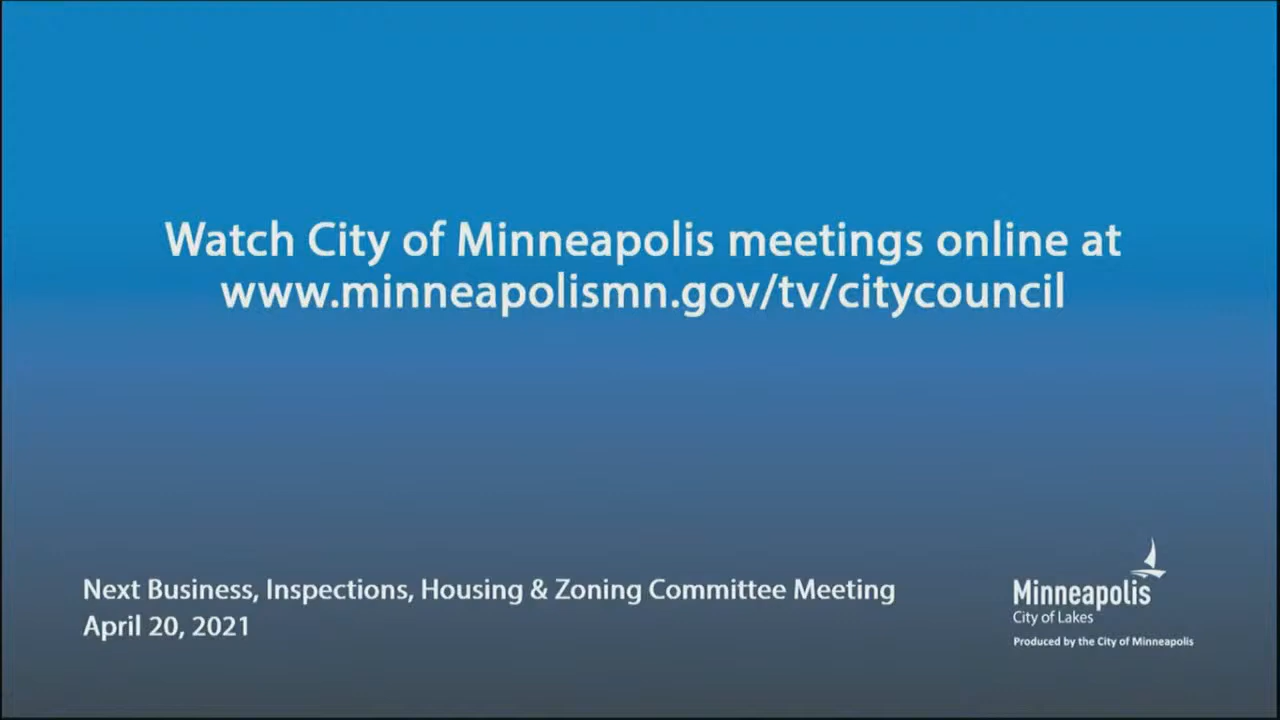 Watch City of Minneapolis meetings online at
www.minneapolismn.gov/tv/citycouncil
Next Business, Inspections, Housing & Zoning Committee Meeting
April 20, 2021
Minneapolis
City of Lakes
Produced by the City of Minneapolis